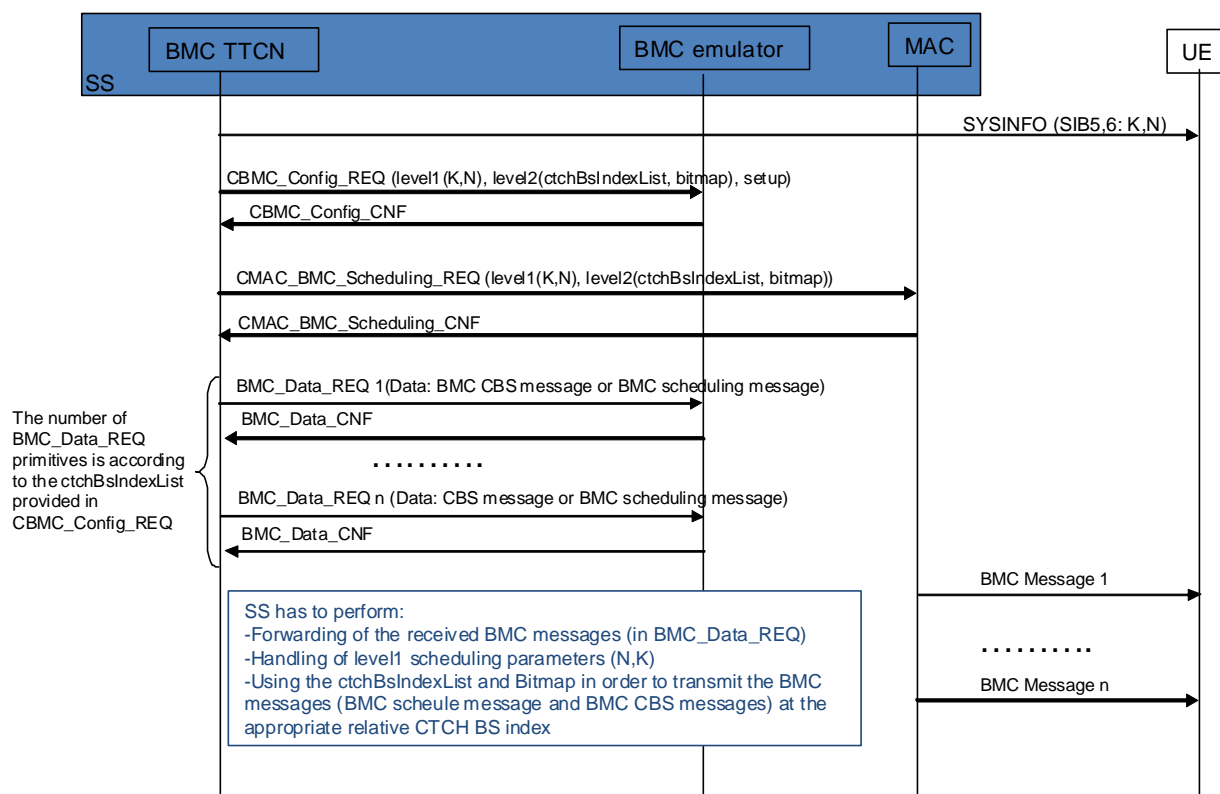 BMC TTCN
BMC emulator
MAC
UE
SS
SYSINFO (SIB5,6: K,N)
CBMC_Config_REQ (level1(K,N), level2(ctchBsIndexList, bitmap), setup)
CBMC_Config_CNF
CMAC_BMC_Scheduling_REQ (level1(K,N), level2(ctchBsIndexList, bitmap))
CMAC_BMC_Scheduling_CNF
BMC_Data_REQ 1(Data: BMC CBS message or BMC scheduling message)
BMC_Data_CNF
..........
The number of
BMC_Data_REQ
primitives is according
to the ctchBsIndexList
provided in
CBMC_Config_REQ
BMC_Data_REQ n (Data: CBS message or BMC scheduling message)
BMC_Data_CNF
BMC Message 1
..........
BMC Message n
SS has to perform:
-Forwarding of the received BMC messages (in BMC_Data_REQ)
-Handling of level1 scheduling parameters (N,K)
-Using the ctchBsIndexList and Bitmap in order to transmit the BMC
messages (BMC scheule message and BMC CBS messages) at the
appropriate relative CTCH BS index